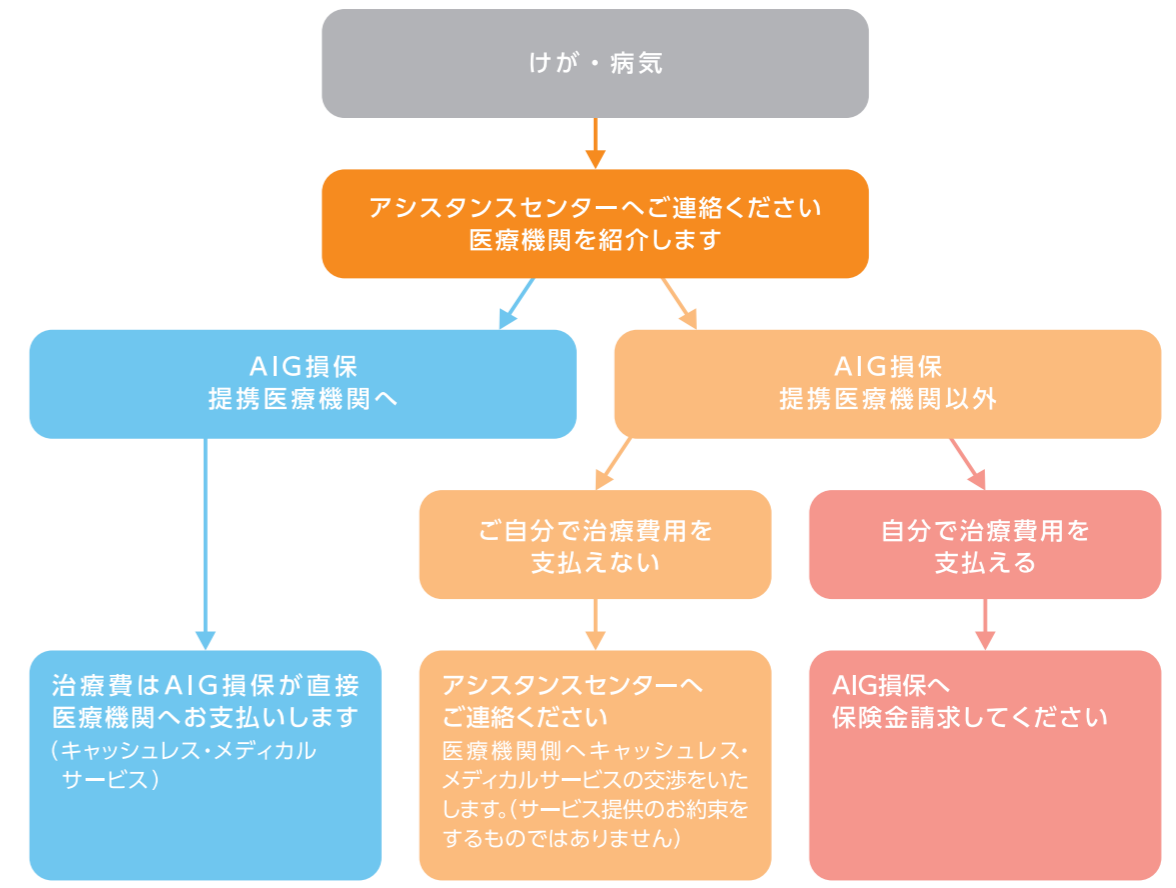 けが・病気
アシスタンスセンターへご連絡ください
医療機関を紹介します
AIG損保
提携医療機関へ
AIG損保
提携医療機関以外
ご自分で治療費用を
支払えない
自分で治療費用を
支払える
治療費はAIG損保が直接
医療機関へお支払いします
（キャッシュレス・メディカル
サービス）
アシスタンスセンターへ
ご連絡ください
医療機関側へキャッシュレス・
メディカルサービスの交渉をいた
します。（サービス提供のお約束を
するものではありません）
AIG損保へ
保険金請求してください